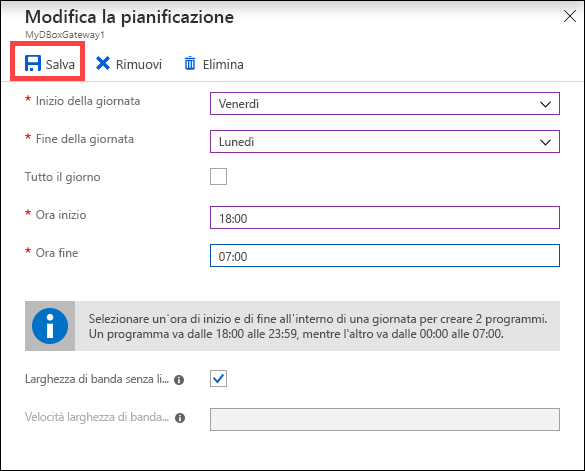 Modifica la pianificazione
MyDBoxGateway1
Salva Rimuovi Elimina
* Inizio della giornata Venerdì
* Fine della giornata Lunedì
Tutto il giorno
* Ora inizio 18:00
* Ora fine 07:00
Selezionare un'ora di inizio e di fine all'interno di una giornata per creare 2 programmi.
Un programma va dalle 18:00 alle 23:59, mentre l'altro va dalle 00:00 alle 07:00.
Larghezza di banda senza li...
Velocità larghezza di banda...